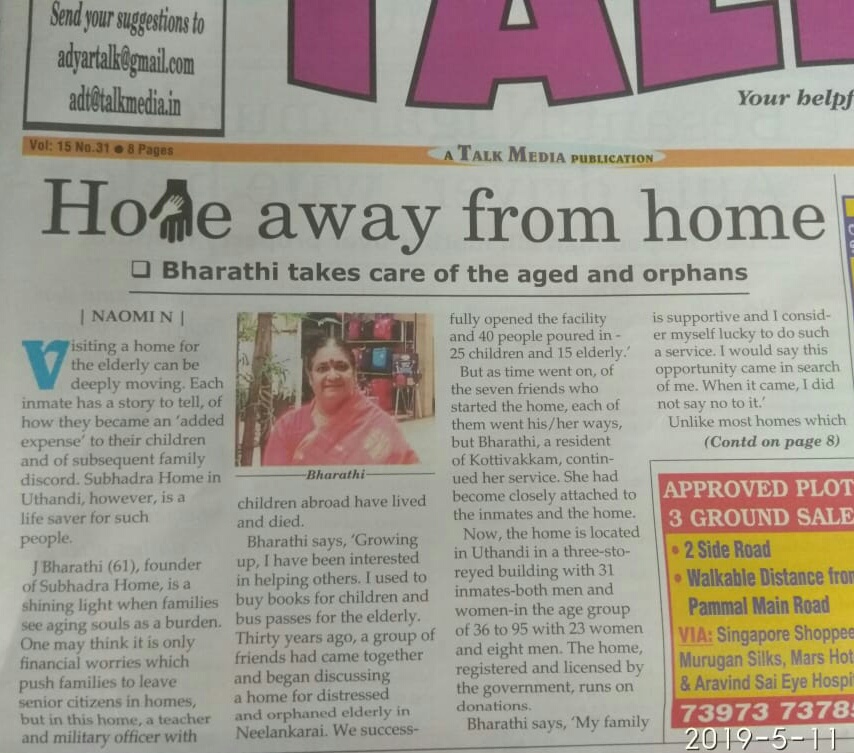 Send your suggestions to
adyartalk@gmail.com
adt@talkmedia.in
TALK
Your helpf
Vol: 15 No.31 ● 8 Pages
A TALK MEDIA PUBLICATION
Home away from home
❑ Bharathi takes care of the aged and orphans
| NAOMI N |
Visiting a home for
the elderly can be
deeply moving. Each
inmate has a story to tell, of
how they became an ‘added
expense’ to their children
and of subsequent family
discord. Subhadra Home in
Uthandi, however, is a
life saver for such
people.
J Bharathi (61), founder
of Subhadra Home, is a
shining light when families
see aging souls as a burden.
One may think it is only
financial worries which
push families to leave
senior citizens in homes,
but in this home, a teacher
and military officer with
Bharathi
children abroad have lived
and died.
Bharathi says, ‘Growing
up, I have been interested
in helping others. I used to
buy books for children and
bus passes for the elderly.
Thirty years ago, a group of
friends had came together
and began discussing
a home for distressed
and orphaned elderly in
Neelankarai. We success-
fully opened the facility
and 40 people poured in -
25 children and 15 elderly.’
But as time went on, of
the seven friends who
started the home, each of
them went his/her ways,
but Bharathi, a resident
of Kottivakkam, contin-
ued her service. She had
become closely attached to
the inmates and the home.
Now, the home is located
in Uthandi in a three-sto-
reyed building with 31
inmates-both men and
women-in the age group
of 36 to 95 with 23 women
and eight men. The home,
registered and licensed by
the government, runs on
donations.
Bharathi says, ‘My family
is supportive and I consid-
er myself lucky to do such
a service. I would say this
opportunity came in search
of me. When it came, I did
not say no to it.’
Unlike most homes which
(Contd on page 8)
APPROVED PLOT
3 GROUND SALE
• 2 Side Road
• Walkable Distance from
Pammal Main Road
VIA: Singapore Shoppee
Murugan Silks, Mars Hot
& Aravind Sai Eye Hospi
73973 7378
2019-5-11